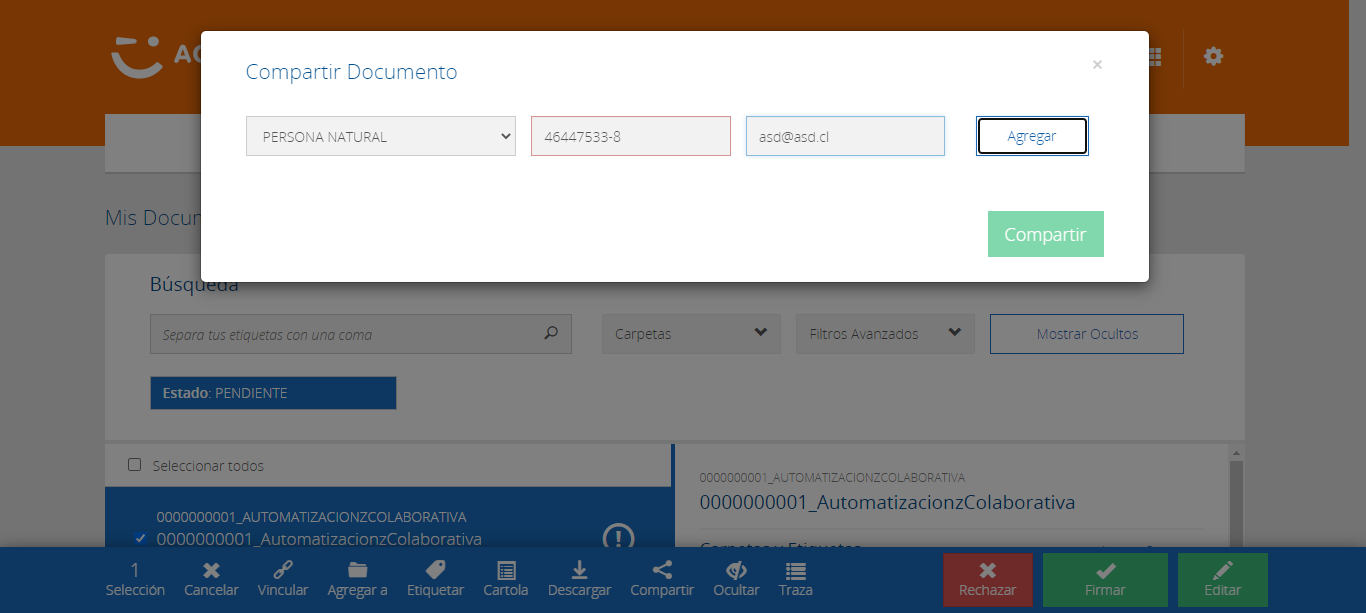 Compartir Documento
×
PERSONA NATURAL
46447533-8
asd@asd.cl
Agregar
Compartir
Mis Docum
Búsqueda
Separa tus etiquetas con una coma
Carpetas
Filtros Avanzados
Mostrar Ocultos
Estado: PENDIENTE
Seleccionar todos
0000000001_AUTOMATIZACIONZCOLABORATIVA
0000000001_AutomatizacionzColaborativa
0000000001_AUTOMATIZACIONZCOLABORATIVA
0000000001_AutomatizacionzColaborativa
Carpetas y Etiquetas
1
Selección
Cancelar
Vincular
Agregar a
Etiquetar
Cartola
Descargar
Compartir
Ocultar
Traza
Rechazar
Firmar
Editar